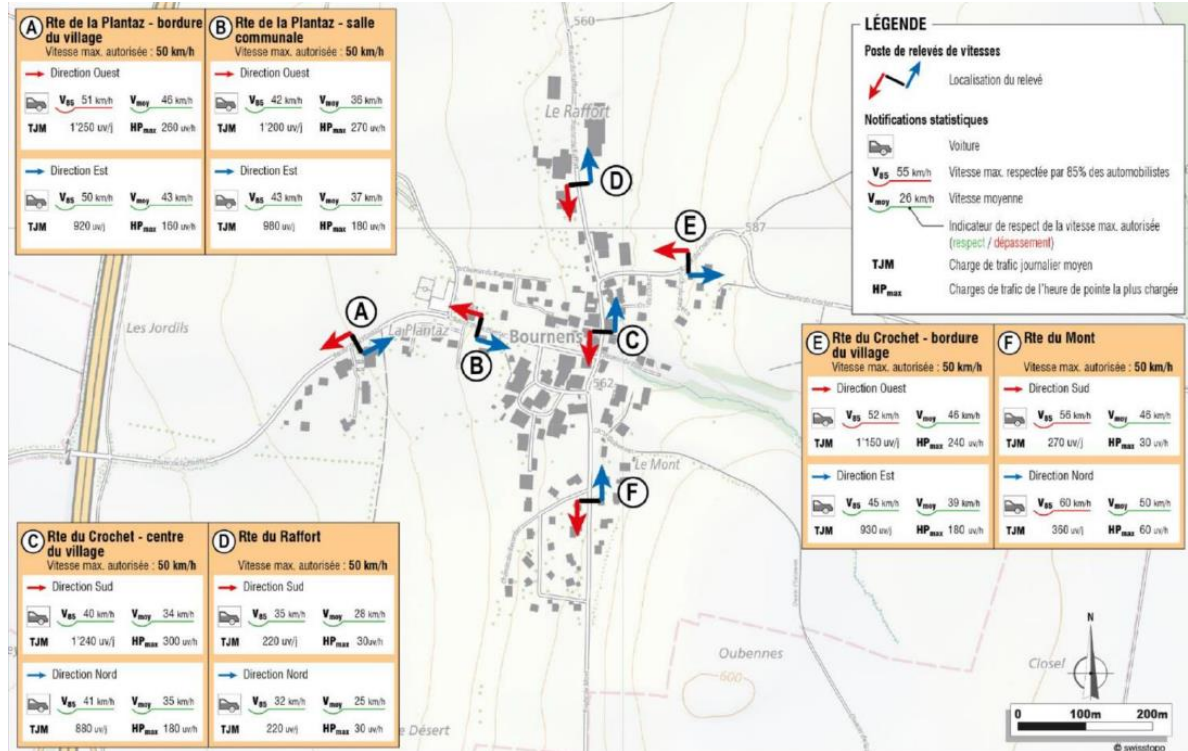 A Rte de la Plantaz - bordure
du village
Vitesse max. autorisée : 50 km/h
Direction Ouest
V85 51 km/h Vmoy 46 km/h
TJM 1'250 uv/j HPmax 260 uv/h
Direction Est
V85 50 km/h Vmoy 43 km/h
TJM 920 uv/j HPmax 160 uv/h
B Rte de la Plantaz - salle
communale
Vitesse max. autorisée : 50 km/h
Direction Ouest
V85 42 km/h Vmoy 36 km/h
TJM 1'200 uv/j HPmax 270 uv/h
Direction Est
V85 43 km/h Vmoy 37 km/h
TJM 980 uv/j HPmax 180 uv/h
LÉGENDE
Poste de relevés de vitesses
Localisation du relevé
Notifications statistiques
Voiture
V85 55 km/h Vitesse max. respectée par 85% des automobilistes
Vmoy 26 km/h Vitesse moyenne
Indicateur de respect de la vitesse max. autorisée
(respect / dépassement)
TJM Charge de trafic journalier moyen
HPmax Charges de trafic de l'heure de pointe la plus chargée
560
Le Raffort
D
E
587
A
Les Jordils
La Plantaz
Bournens
B
C
562
Le Mont
F
Oubennes
600
Closel
Désert
E Rte du Crochet - bordure
du village
Vitesse max. autorisée : 50 km/h
Direction Ouest
V85 52 km/h Vmoy 46 km/h
TJM 1'150 uv/j HPmax 240 uv/h
Direction Est
V85 45 km/h Vmoy 39 km/h
TJM 930 uv/j HPmax 180 uv/h
F Rte du Mont
Vitesse max. autorisée : 50 km/h
Direction Sud
V85 56 km/h Vmoy 46 km/h
TJM 270 uv/j HPmax 30 uv/h
Direction Nord
V85 60 km/h Vmoy 50 km/h
TJM 360 uv/j HPmax 60 uv/h
C Rte du Crochet - centre
du village
Vitesse max. autorisée : 50 km/h
Direction Sud
V85 40 km/h Vmoy 34 km/h
TJM 1'240 uv/j HPmax 300 uv/h
Direction Nord
V85 41 km/h Vmoy 35 km/h
TJM 880 uv/j HPmax 180 uv/h
D Rte du Raffort
Vitesse max. autorisée : 50 km/h
Direction Sud
V85 35 km/h Vmoy 28 km/h
TJM 220 uv/j HPmax 30uv/h
Direction Nord
V85 32 km/h Vmoy 25 km/h
TJM 220 uv/j HPmax 30 uv/h
N
0 100m 200m
© swisstopo